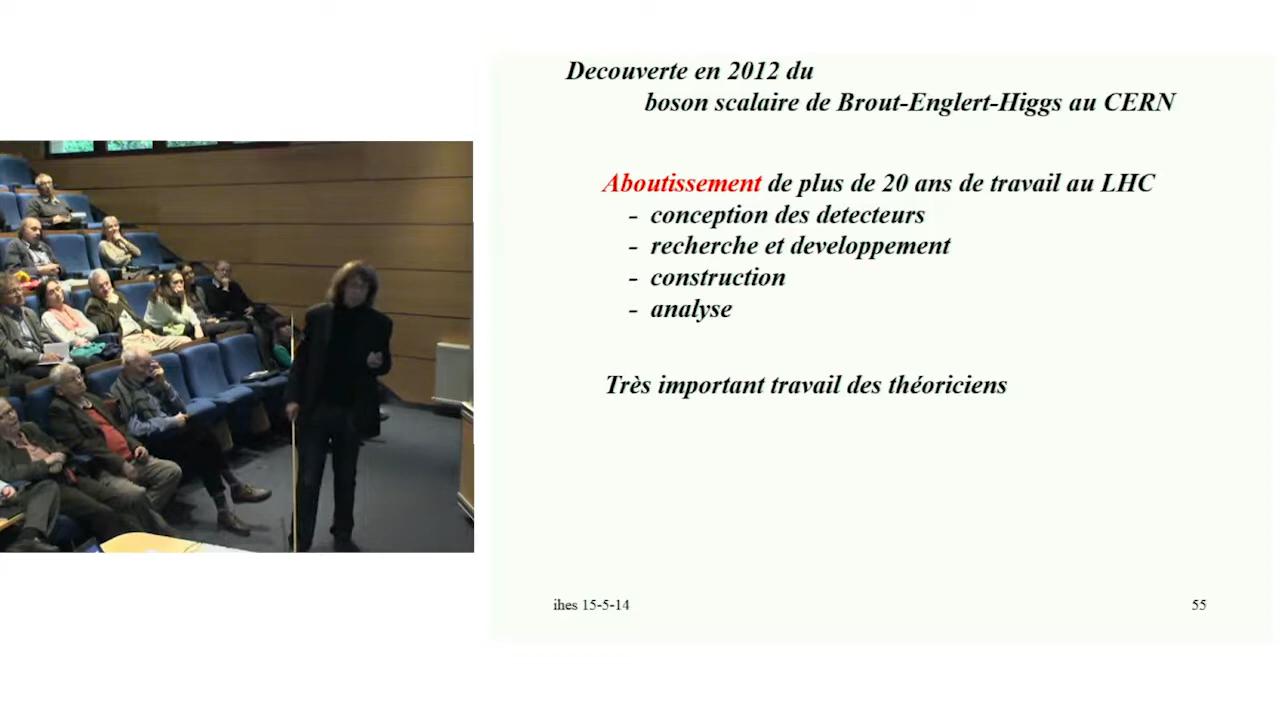 Decouverte en 2012 du
boson scalaire de Brout-Englert-Higgs au CERN
Aboutissement de plus de 20 ans de travail au LHC
- conception des detecteurs
- recherche et developpement
- construction
- analyse
Très important travail des théoriciens
ihes 15-5-14
55